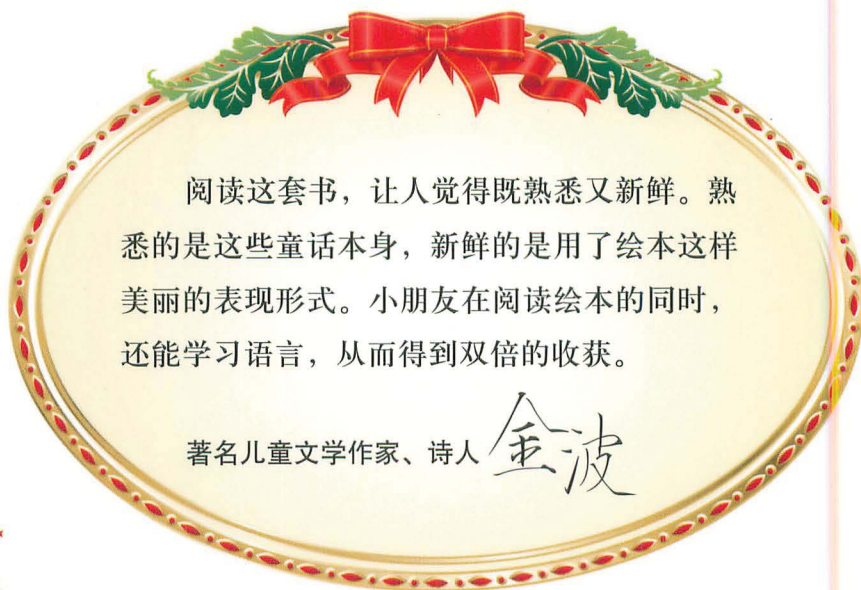 阅读这套书，让人觉得既熟悉又新鲜。熟
悉的是这些童话本身，新鲜的是用了绘本这样
美丽的表现形式。小朋友在阅读绘本的同时，
还能学习语言，从而得到双倍的收获。
著名儿童文学作家、诗人 金波